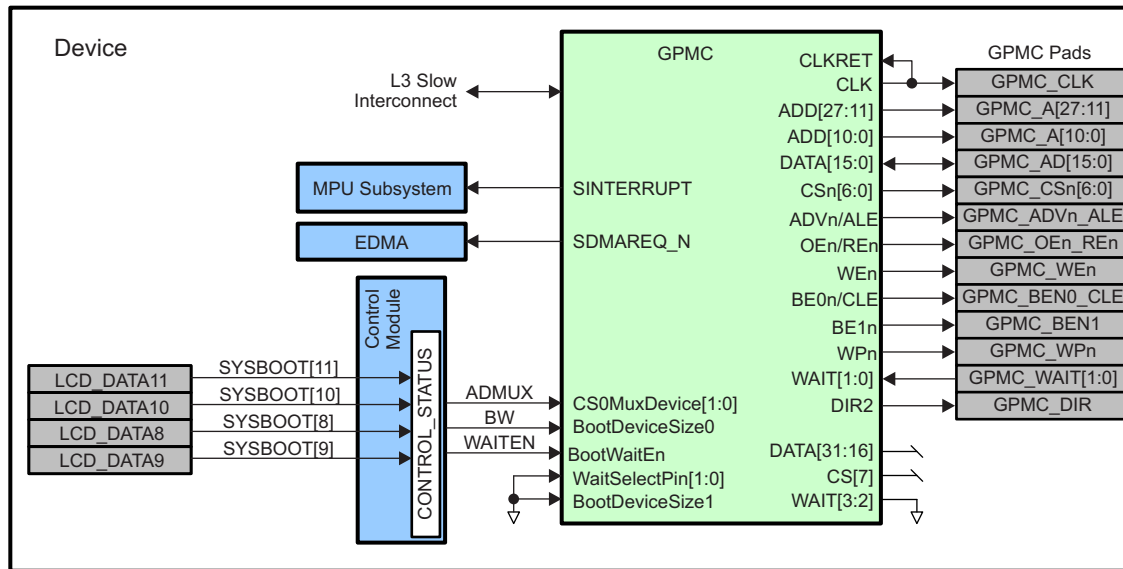 Device
L3 Slow
Interconnect
MPU Subsystem
EDMA
Control
Module
CONTROL_STATUS
LCD_DATA11
LCD_DATA10
LCD_DATA8
LCD_DATA9
SYSBOOT[11]
SYSBOOT[10]
SYSBOOT[8]
SYSBOOT[9]
ADMUX
BW
WAITEN
GPMC
SINTERRUPT
SDMAREQ_N
CS0MuxDevice[1:0]
BootDeviceSize0
BootWaitEn
WaitSelectPin[1:0]
BootDeviceSize1
CLKRET
CLK
ADD[27:11]
ADD[10:0]
DATA[15:0]
CSn[6:0]
ADVn/ALE
OEn/REn
WEn
BE0n/CLE
BE1n
WPn
WAIT[1:0]
DIR2
DATA[31:16]
CS[7]
WAIT[3:2]
GPMC Pads
GPMC_CLK
GPMC_A[27:11]
GPMC_A[10:0]
GPMC_AD[15:0]
GPMC_CSn[6:0]
GPMC_ADVn_ALE
GPMC_OEn_REn
GPMC_WEn
GPMC_BEN0_CLE
GPMC_BEN1
GPMC_WPn
GPMC_WAIT[1:0]
GPMC_DIR